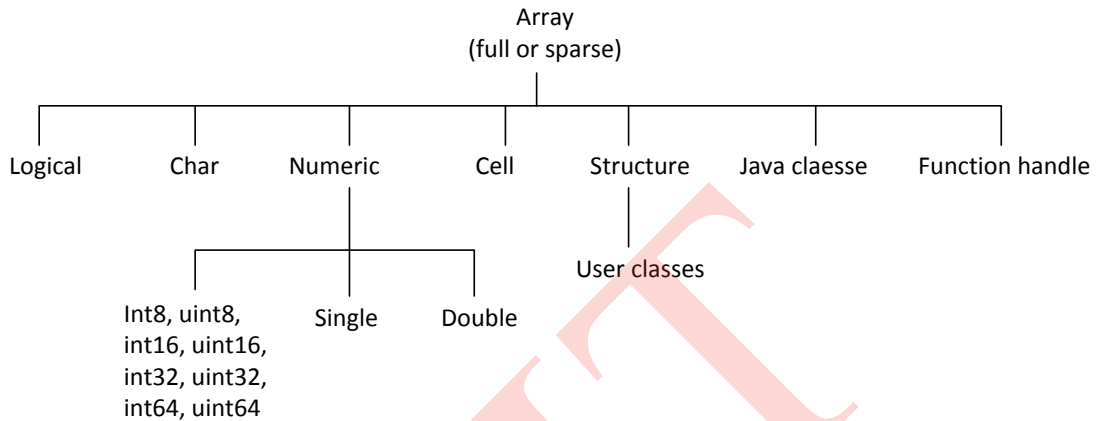 Array
(full or sparse)
Logical
Char
Numeric
Cell
Structure
Java claesse
Function handle
User classes
Int8, uint8,
int16, uint16,
int32, uint32,
int64, uint64
Single
Double